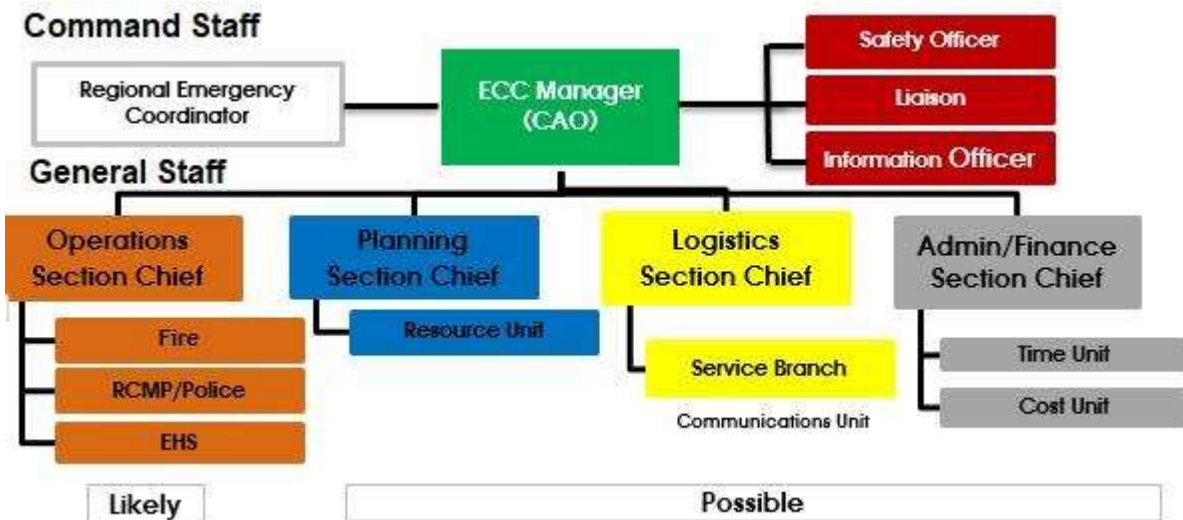 Command Staff
Regional Emergency
Coordinator
ECC Manager
(CAO)
Safety Officer
Liaison
Information Officer
General Staff
Operations
Section Chief
Planning
Section Chief
Logistics
Section Chief
Admin/Finance
Section Chief
Fire
RCMP/Police
EHS
Resource Unit
Service Branch
Communications Unit
Time Unit
Cost Unit
Likely
Possible